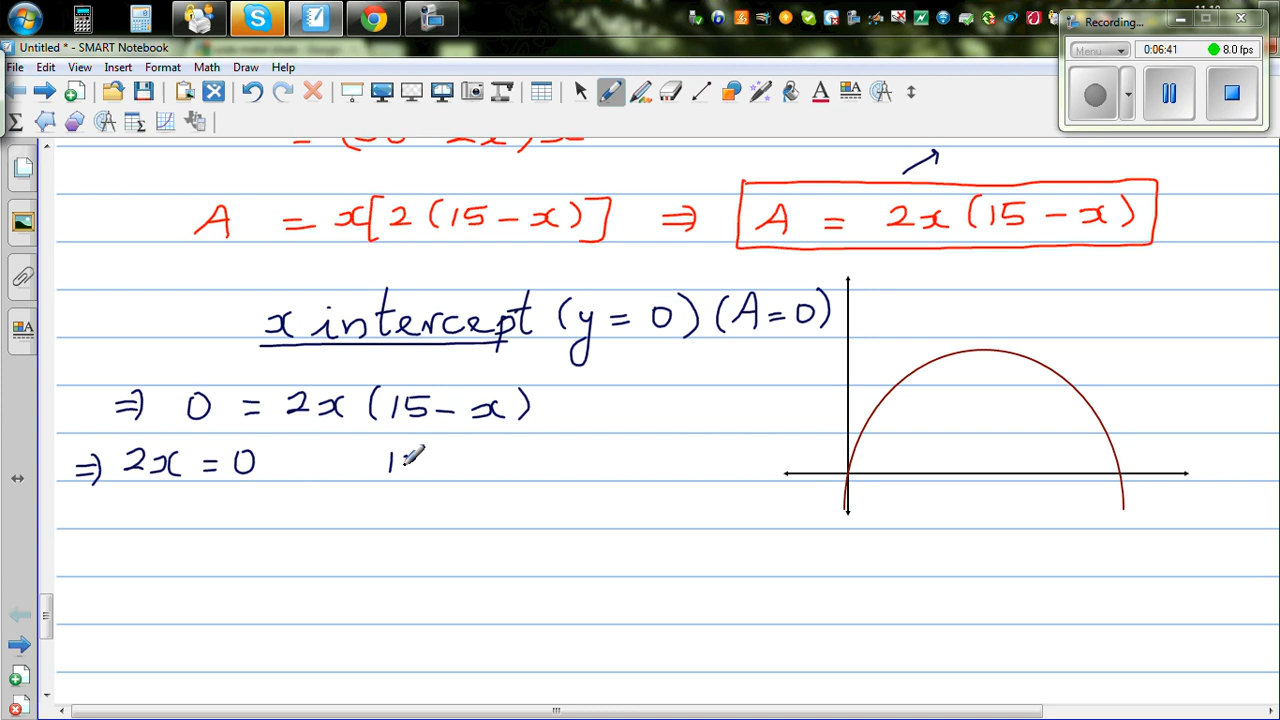 Recording...
Untitled * - SMART Notebook
Menu
0:06:41
8.0 fps
File Edit View Insert Format Math Draw Help
A = x[2(15-x)] ⇒ A = 2x(15-x)
x intercept (y = 0) (A=0)
⇒ 0 = 2x(15-x)
⇒ 2x = 0